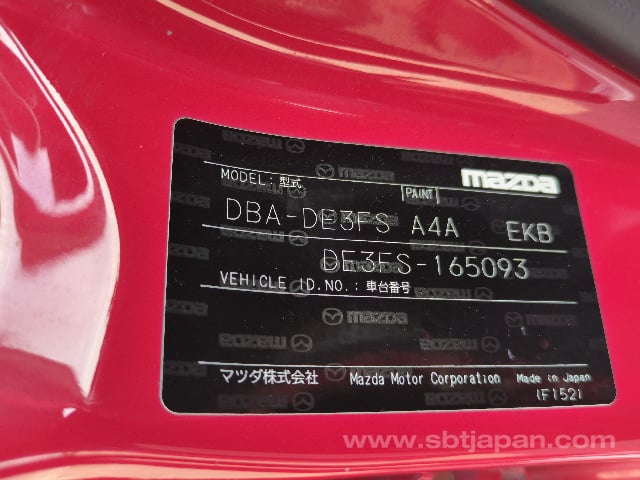 mazda
MODEL: 型式
PAINT
DBA-DE3FS A4A EKB
DE3FS-165093
VEHICLE ID.NO.: 車台番号
マツダ株式会社 Mazda Motor Corporation Made in Japan
(F152)
www.sbtjapan.com